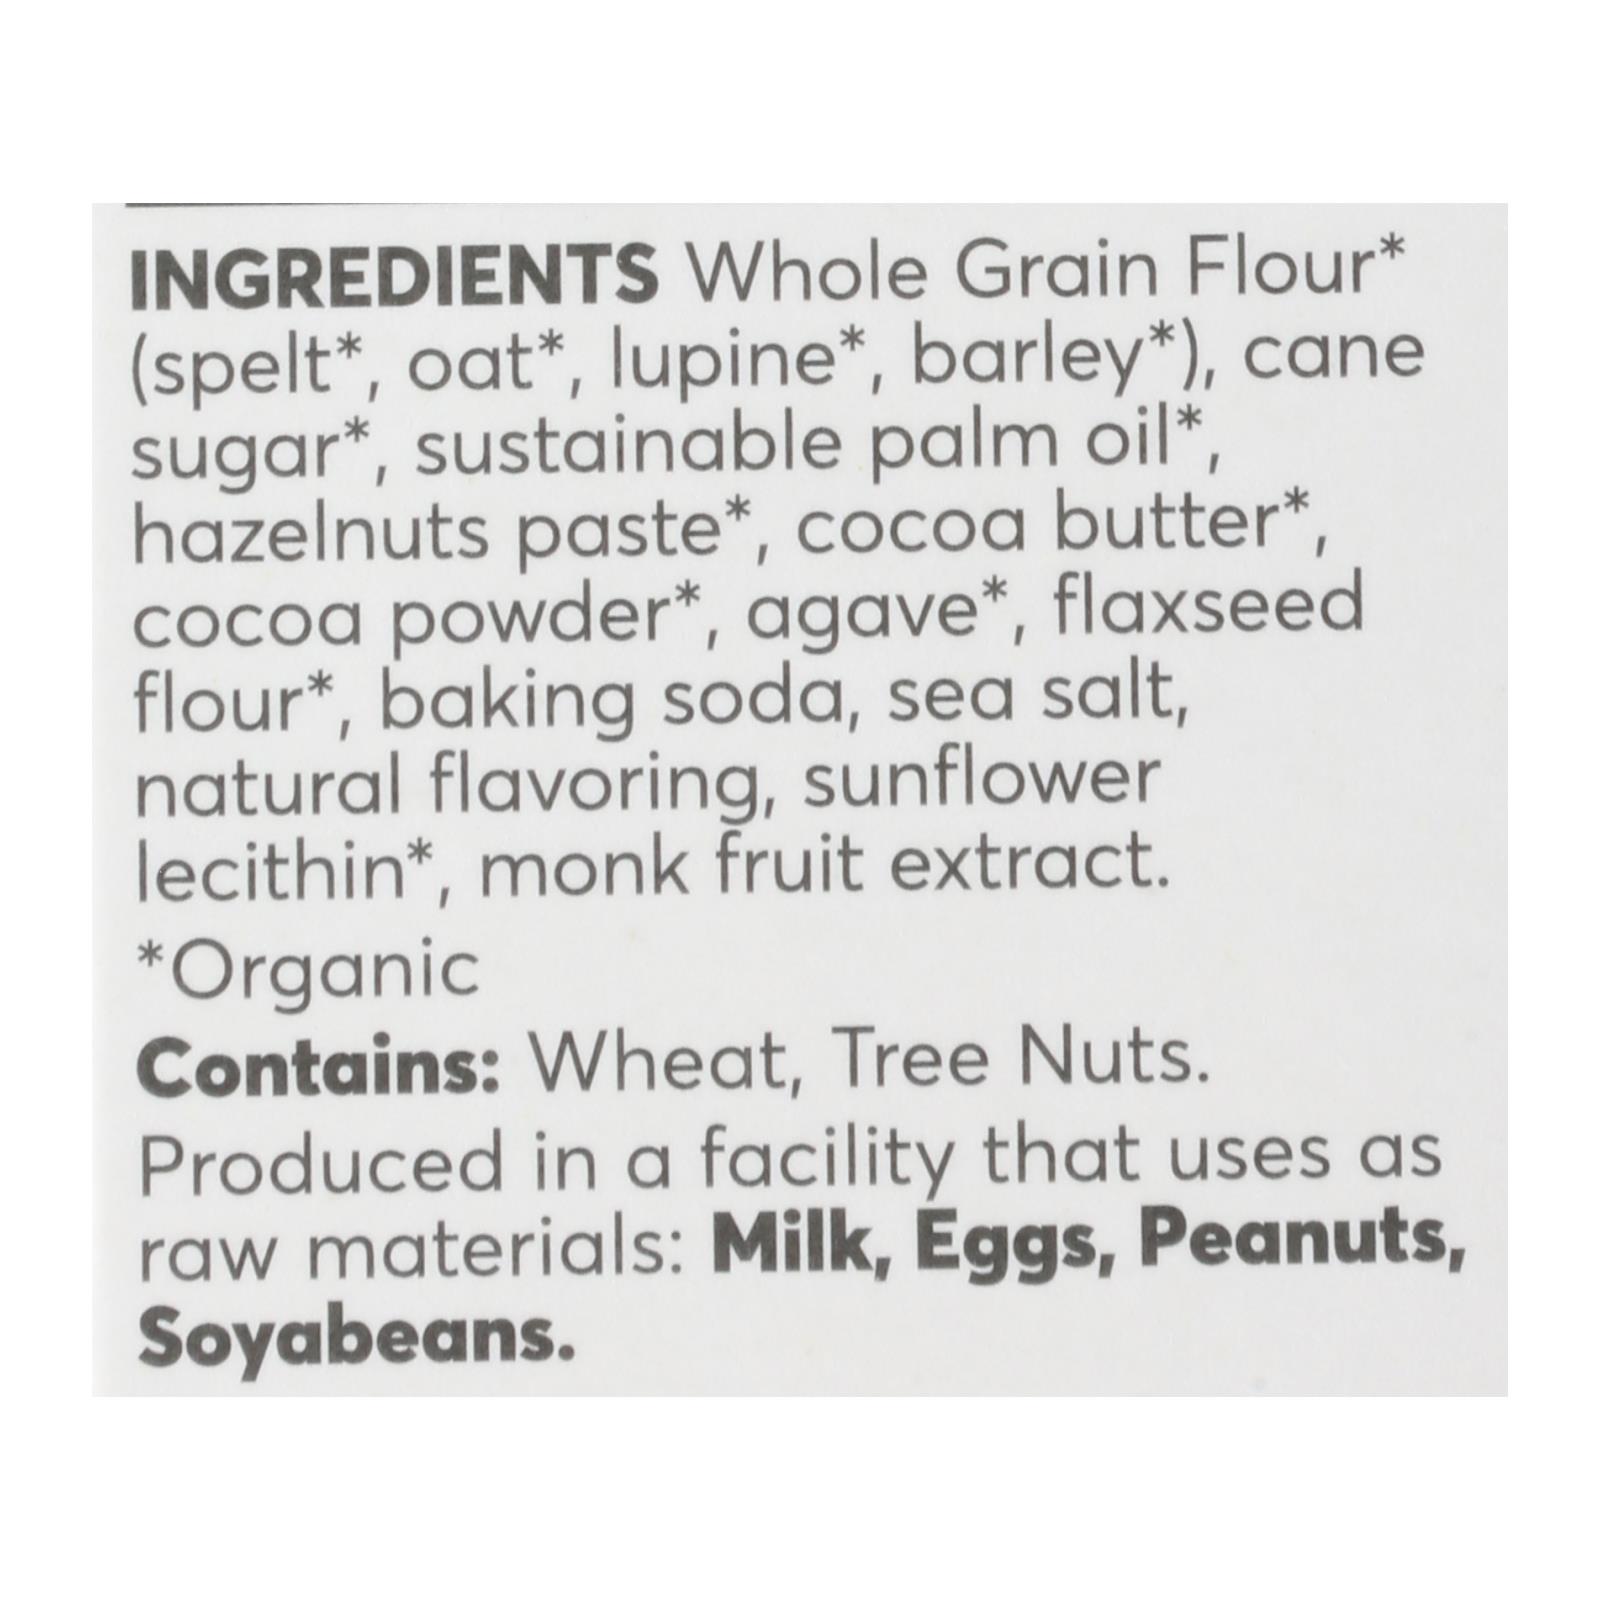 INGREDIENTS Whole Grain Flour*
(spelt*, oat*, lupine*, barley*), cane
sugar*, sustainable palm oil*,
hazelnuts paste*, cocoa butter*,
cocoa powder*, agave*, flaxseed
flour*, baking soda, sea salt,
natural flavoring, sunflower
lecithin*, monk fruit extract.
*Organic
Contains: Wheat, Tree Nuts.
Produced in a facility that uses as
raw materials: Milk, Eggs, Peanuts,
Soyabeans.